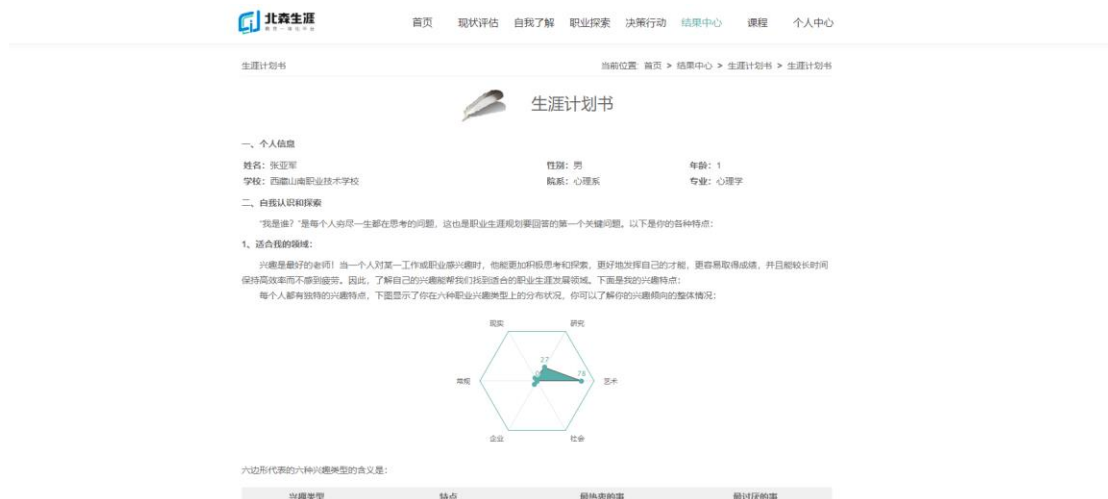 北森生涯
首页 现状评估 自我了解 职业探索 决策行动 结果中心 课程 个人中心
生涯计划书 当前位置: 首页 > 结果中心 > 生涯计划书 > 生涯计划书
生涯计划书
一、个人信息
姓名：张亚军 性别：男 年龄：1
学校：西藏山南职业技术学校 院系：心理系 专业：心理学
二、自我认识和探索
“我是谁？”是每个人穷尽一生都在思考的问题，这也是职业生涯规划要回答的第一个关键问题。以下是你的各种特点：
1、适合我的领域：
兴趣是最好的老师！当一个人对某一工作或职业感兴趣时，他能更加积极思考和探索，更好地发挥自己的才能，更容易取得成绩，并且能较长时间
保持高效率而不感到疲劳。因此，了解自己的兴趣能帮我们找到适合的职业生涯发展领域。下面是我的兴趣特点：
每个人都有独特的兴趣特点，下图显示了你在六种职业兴趣类型上的分布状况，你可以了解你的兴趣倾向的整体情况：
现实 研究
27
常规 76 艺术
企业 社会
六边形代表的六种兴趣类型的含义是：
兴趣类型 特点 最热衷的事 最讨厌的事